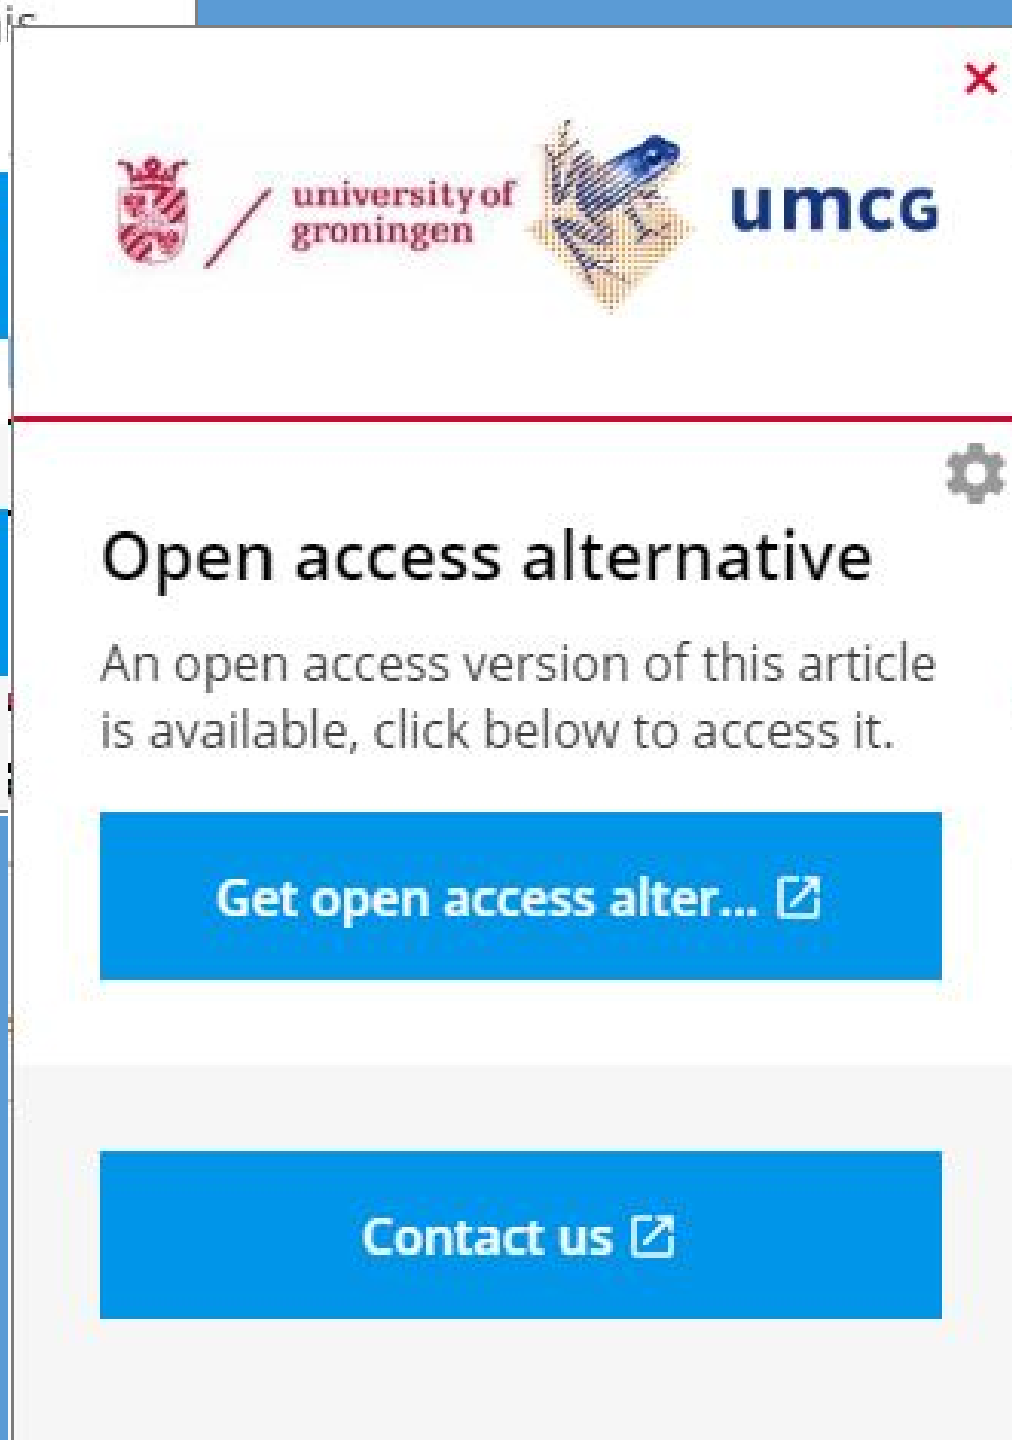 university of
groningen
umcg
Open access alternative
An open access version of this article
is available, click below to access it.
Get open access alter...
Contact us